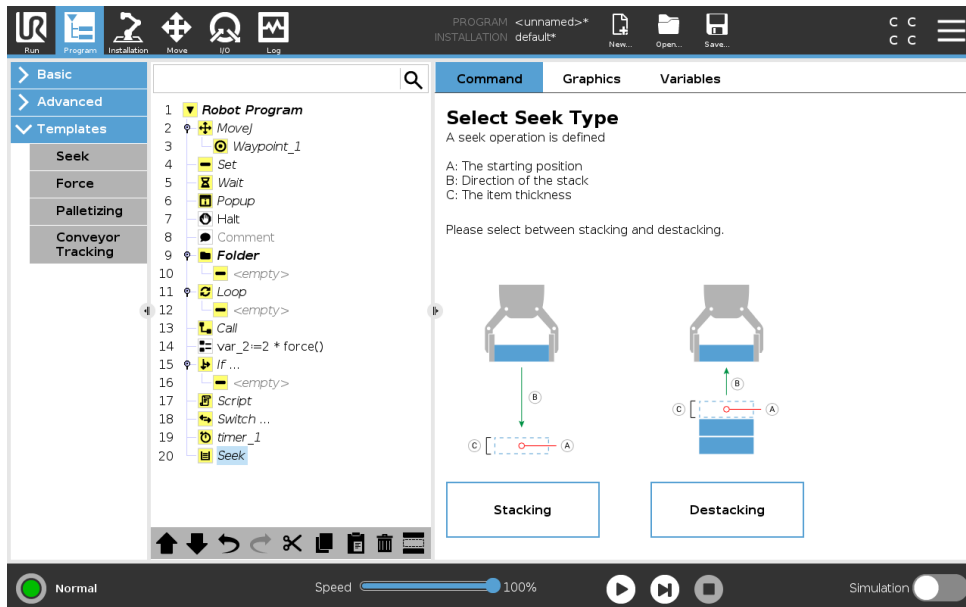 UR
PROGRAM <unnamed>*
INSTALLATION default*
C C
C C
Run Program Installation Move I/O Log New... Open... Save...
Basic
Advanced
Templates
Seek
Force
Palletizing
Conveyor
Tracking
1 Robot Program
2 MoveJ
3 Waypoint_1
4 Set
5 Wait
6 Popup
7 Halt
8 Comment
9 Folder
10 <empty>
11 Loop
12 <empty>
13 Call
14 var_2:=2 * force()
15 If ...
16 <empty>
17 Script
18 Switch ...
19 timer_1
20 Seek
Command Graphics Variables
Select Seek Type
A seek operation is defined
A: The starting position
B: Direction of the stack
C: The item thickness
Please select between stacking and destacking.
B
C A
B
C A
Stacking Destacking
Normal Speed 100% Simulation